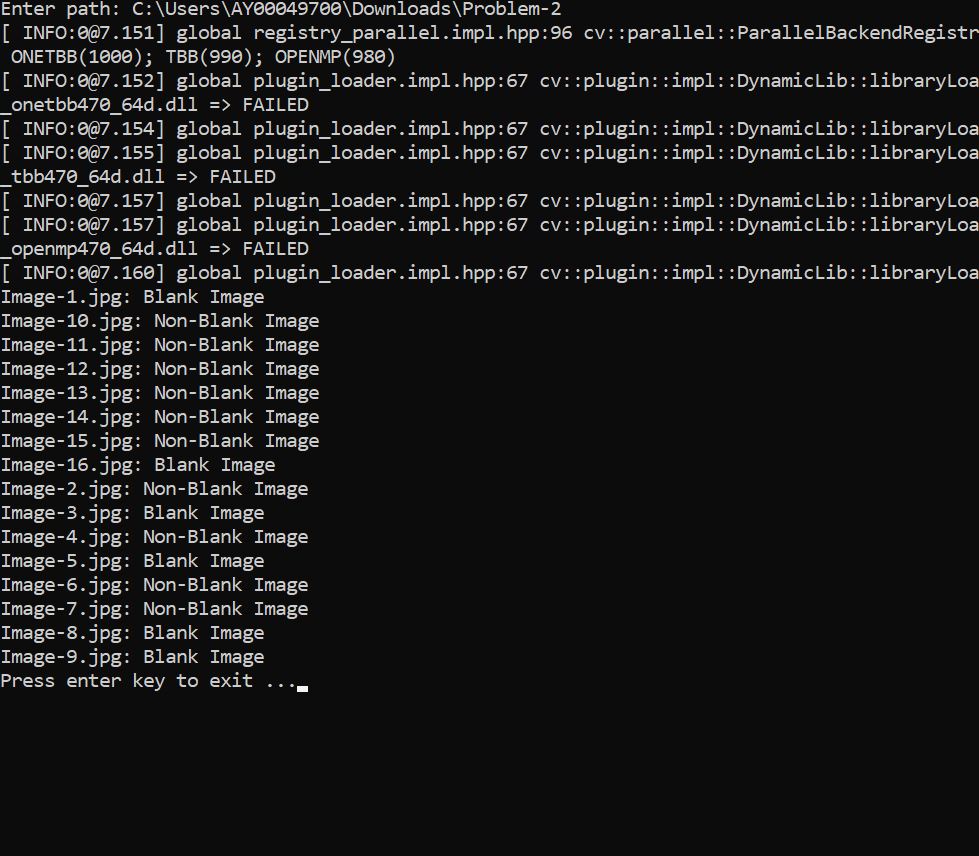 Enter path: C:\Users\AY00049700\Downloads\Problem-2
[ INFO:0@7.151] global registry_parallel.impl.hpp:96 cv::parallel::ParallelBackendRegistr
 ONETBB(1000); TBB(990); OPENMP(980)
[ INFO:0@7.152] global plugin_loader.impl.hpp:67 cv::plugin::impl::DynamicLib::libraryLoa
_onetbb470_64d.dll => FAILED
[ INFO:0@7.154] global plugin_loader.impl.hpp:67 cv::plugin::impl::DynamicLib::libraryLoa
[ INFO:0@7.155] global plugin_loader.impl.hpp:67 cv::plugin::impl::DynamicLib::libraryLoa
_tbb470_64d.dll => FAILED
[ INFO:0@7.157] global plugin_loader.impl.hpp:67 cv::plugin::impl::DynamicLib::libraryLoa
[ INFO:0@7.157] global plugin_loader.impl.hpp:67 cv::plugin::impl::DynamicLib::libraryLoa
_openmp470_64d.dll => FAILED
[ INFO:0@7.160] global plugin_loader.impl.hpp:67 cv::plugin::impl::DynamicLib::libraryLoa
Image-1.jpg: Blank Image
Image-10.jpg: Non-Blank Image
Image-11.jpg: Non-Blank Image
Image-12.jpg: Non-Blank Image
Image-13.jpg: Non-Blank Image
Image-14.jpg: Non-Blank Image
Image-15.jpg: Non-Blank Image
Image-16.jpg: Blank Image
Image-2.jpg: Non-Blank Image
Image-3.jpg: Blank Image
Image-4.jpg: Non-Blank Image
Image-5.jpg: Blank Image
Image-6.jpg: Non-Blank Image
Image-7.jpg: Non-Blank Image
Image-8.jpg: Blank Image
Image-9.jpg: Blank Image
Press enter key to exit ...